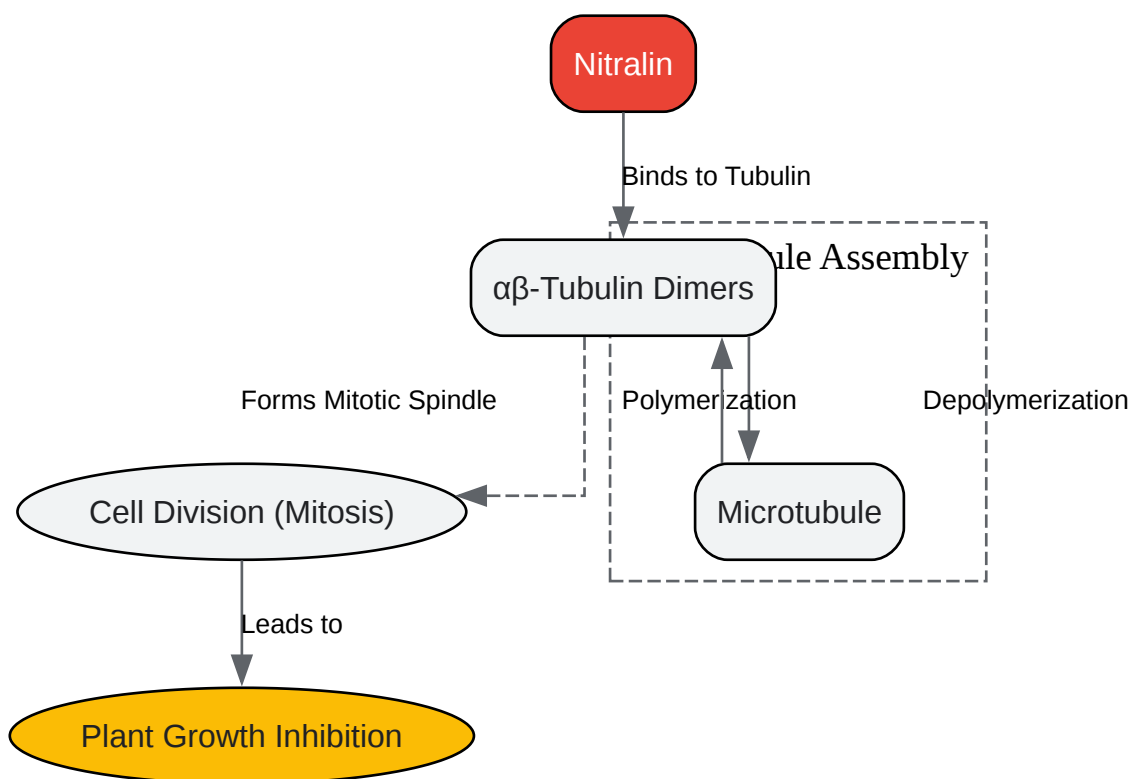 Nitralin
Binds to Tubulin
ule Assembly
αβ-Tubulin Dimers
Forms Mitotic Spindle
Polymerization
Depolymerization
Cell Division (Mitosis)
Microtubule
Leads to
Plant Growth Inhibition